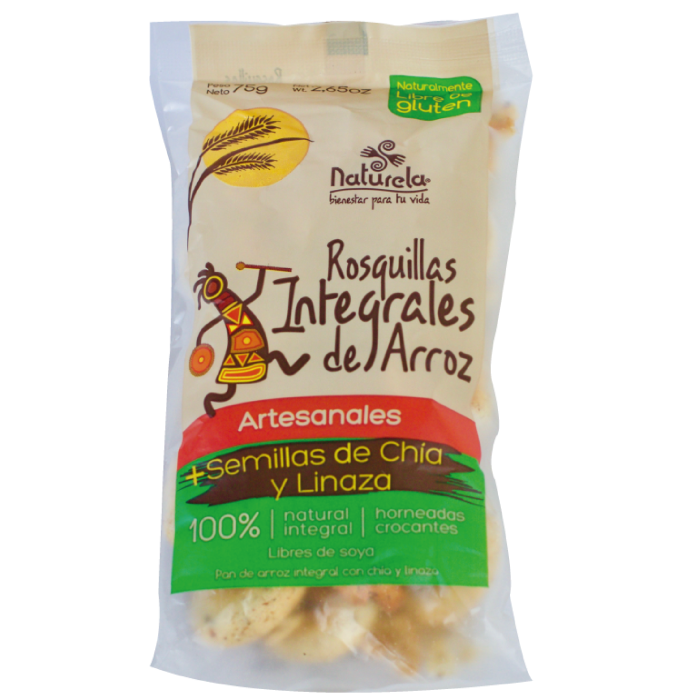 Peso
Neto 75g
Wt. 2,65oz
Naturalmente
Libre de
gluten
Naturela
bienestar para tu vida
Rosquillas
Integrales
de Arroz
Artesanales
+Semillas de Chía
y Linaza
100% natural integral horneadas crocantes
Libres de soya
Pan de arroz integral con chía y linaza